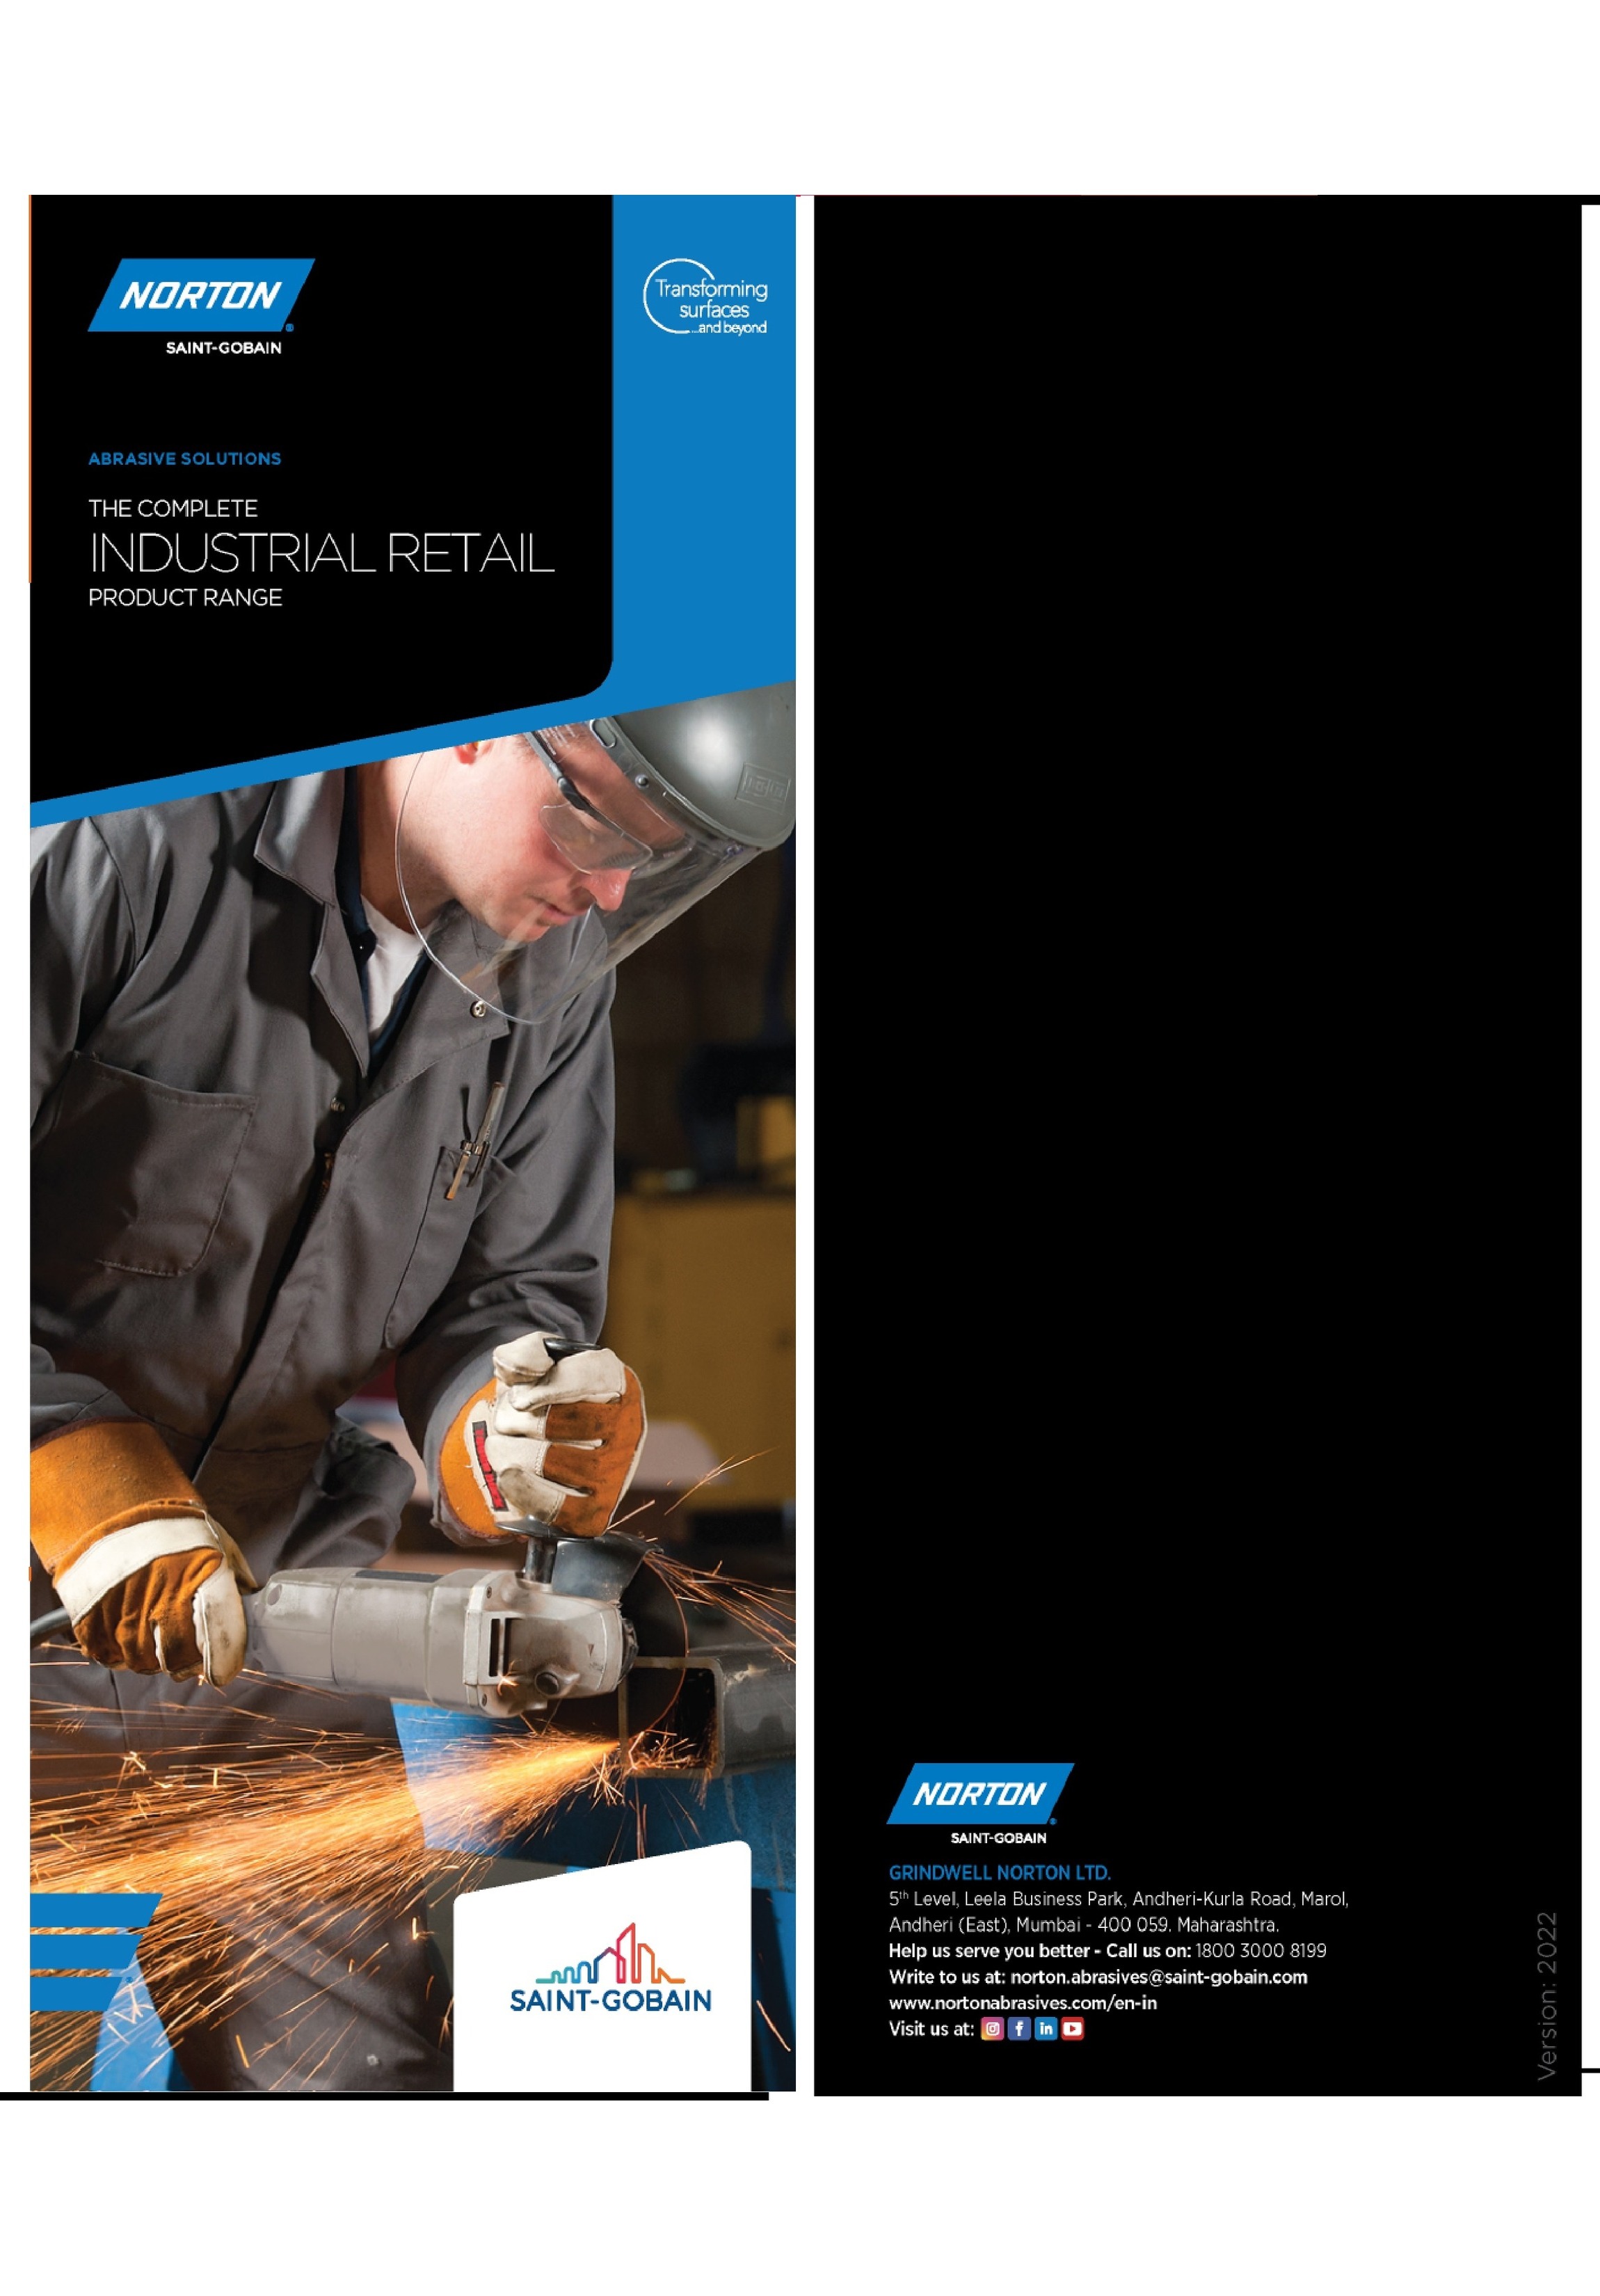 NORTON
SAINT-GOBAIN
Transforming
surfaces
...and beyond
ABRASIVE SOLUTIONS
THE COMPLETE
INDUSTRIAL RETAIL
PRODUCT RANGE
SAINT-GOBAIN
NORTON
SAINT-GOBAIN
GRINDWELL NORTON LTD.
5th Level, Leela Business Park, Andheri-Kurla Road, Marol,
Andheri (East), Mumbai - 400 059. Maharashtra.
Help us serve you better - Call us on: 1800 3000 8199
Write to us at: norton.abrasives@saint-gobain.com
www.nortonabrasives.com/en-in
Visit us at:
Version: 2022